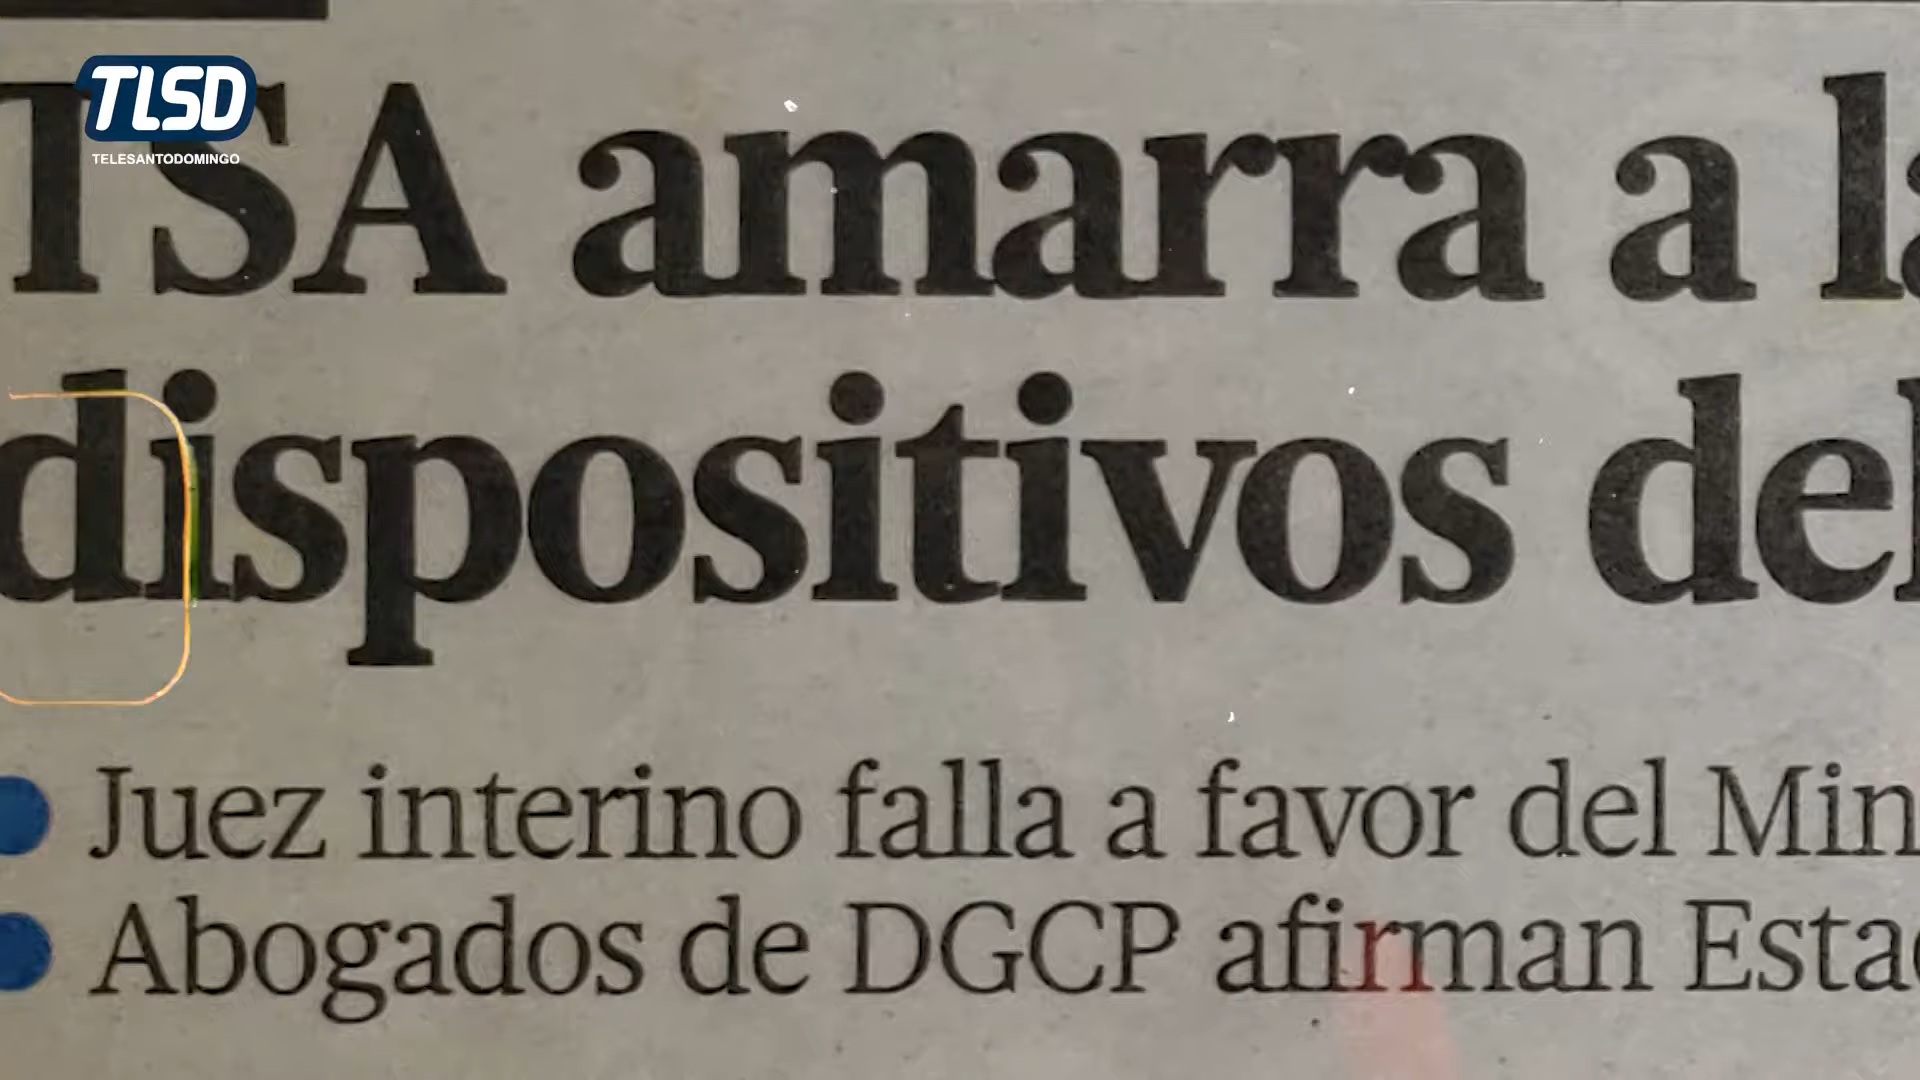 TLSD
TELESANTODOMINGO
TSA amarra a la
dispositivos del
Juez interino falla a favor del Min
Abogados de DGCP afirman Esta